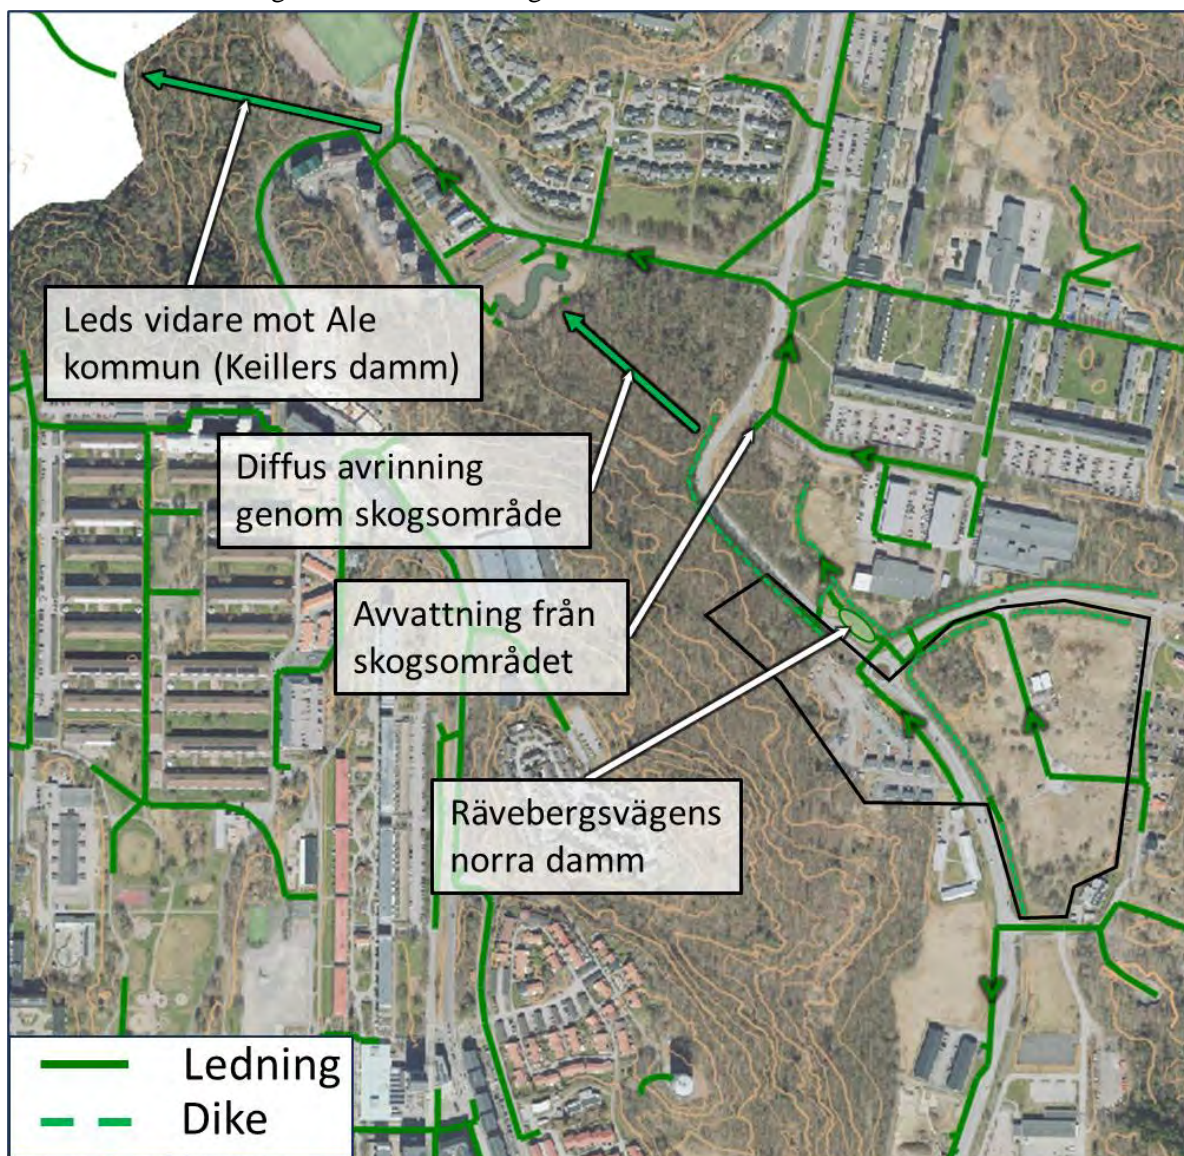 Leds vidare mot Ale
kommun (Keillers damm)
Diffus avrinning
genom skogsområde
Avvattning från
skogsområdet
Rävebergsvägens
norra damm
Ledning
Dike